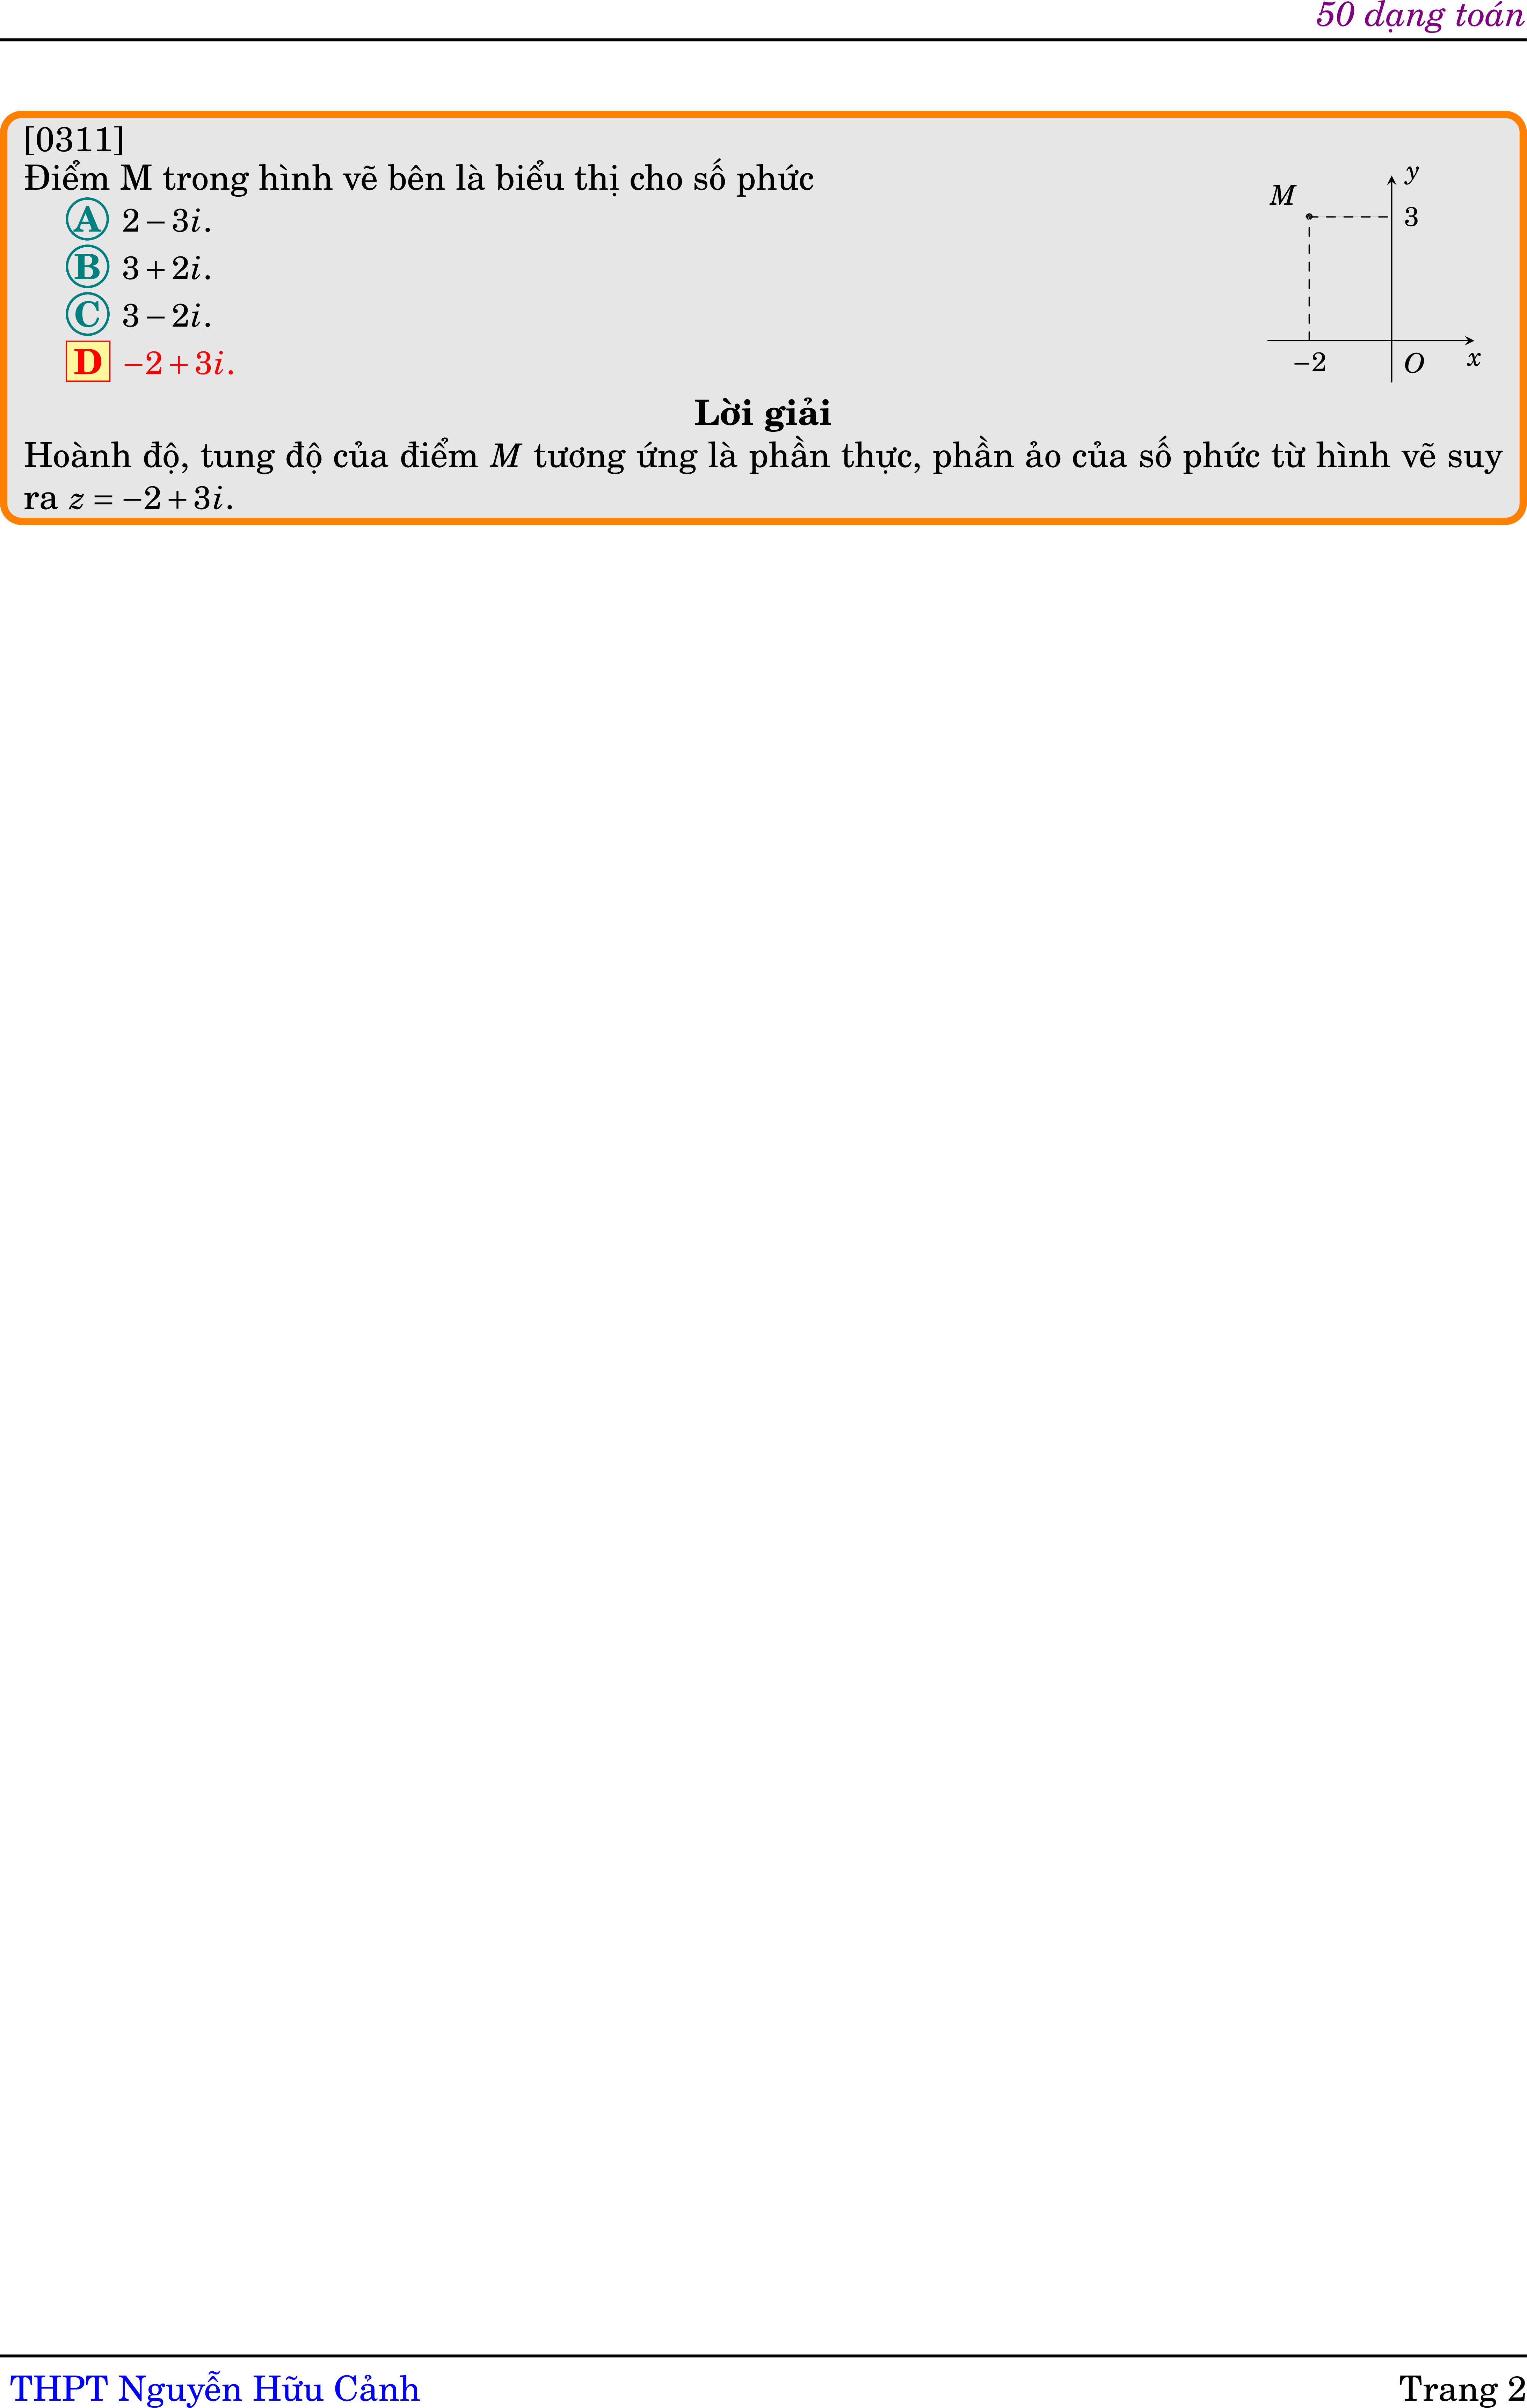 50 dạng toán
[0311]
Điểm M trong hình vẽ bên là biểu thị cho số phức
A 2 − 3i.
B 3 + 2i.
C 3 − 2i.
D −2 + 3i.
y
M
3
−2
O
x
Lời giải
Hoành độ, tung độ của điểm M tương ứng là phần thực, phần ảo của số phức từ hình vẽ suy
ra z = −2 + 3i.
THPT Nguyễn Hữu Cảnh
Trang 2